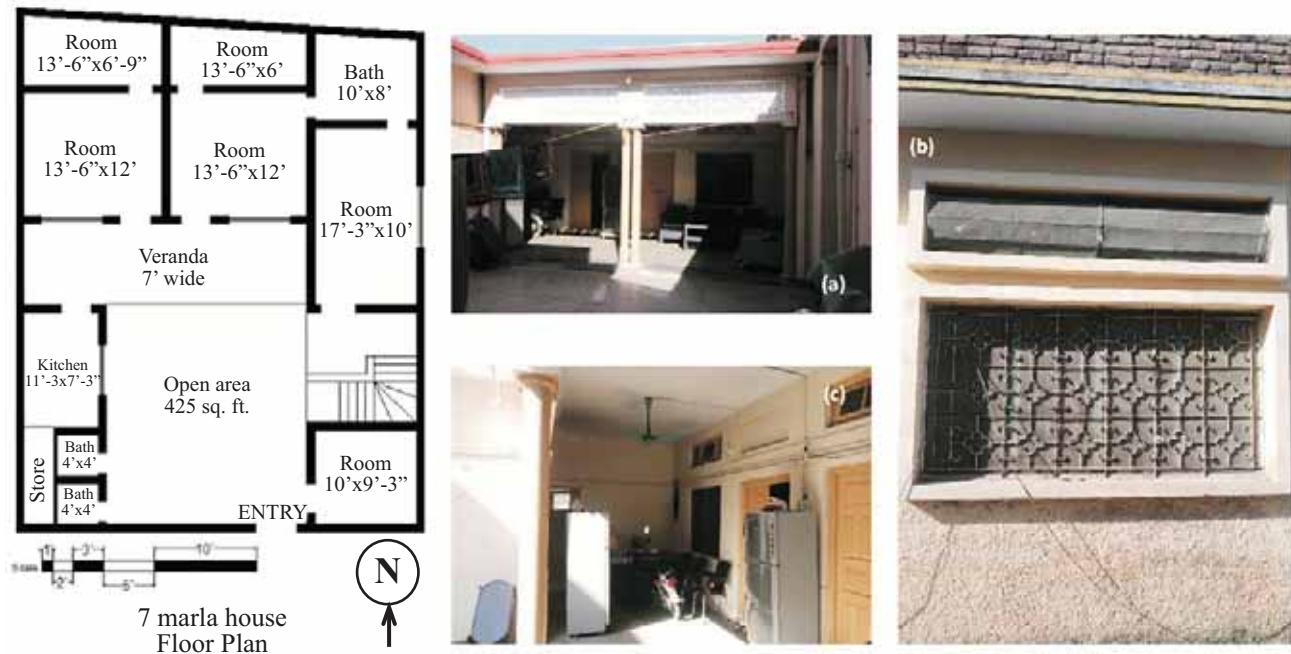 Room
13'-6”x6'-9”
Room
13'-6”x6'
Bath
10'x8'
Room
13'-6”x12'
Room
13'-6”x12'
Room
17'-3”x10'
Veranda
7' wide
Kitchen
11'-3x7'-3”
Open area
425 sq. ft.
Store
Bath
4'x4'
Bath
4'x4'
Room
10'x9'-3”
ENTRY
1'
3'
10'
2'
5'
N
7 marla house
Floor Plan
(a)
(b)
(c)